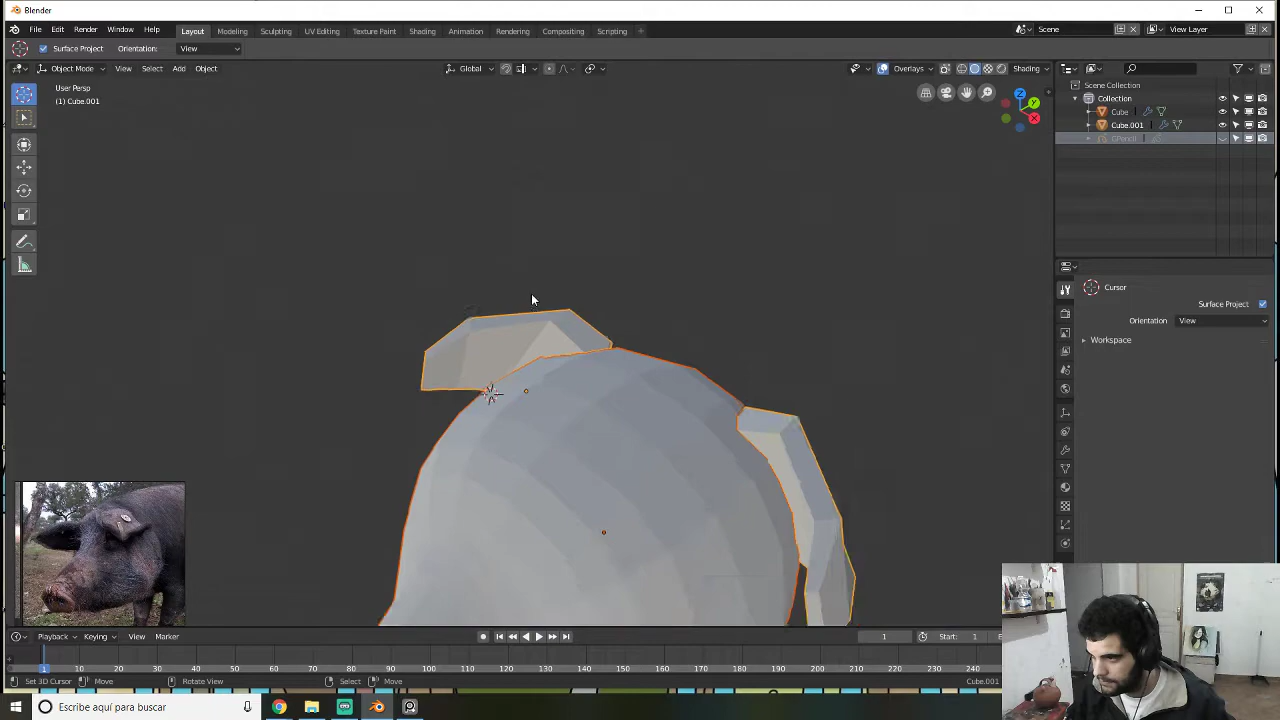 Blender
File Edit Render Window Help
Layout Modeling Sculpting UV Editing Texture Paint Shading Animation Rendering Compositing Scripting +
Scene
View Layer
Surface Project Orientation: View
Object Mode View Select Add Object
Global
Overlays
Shading
User Persp
(1) Cube.001
Z
Y
X
Scene Collection
Collection
Cube
Cube.001
GPencil
Cursor
Surface Project
Orientation View
Workspace
Playback Keying View Marker
1
Start: 1
1 10 20 30 40 50 60 70 80 90 100 110 120 130 140 150 160 170 180 190 200 210 220 230 240
Set 3D Cursor Move Rotate View Select Move
Cube.001
Escribe aquí para buscar